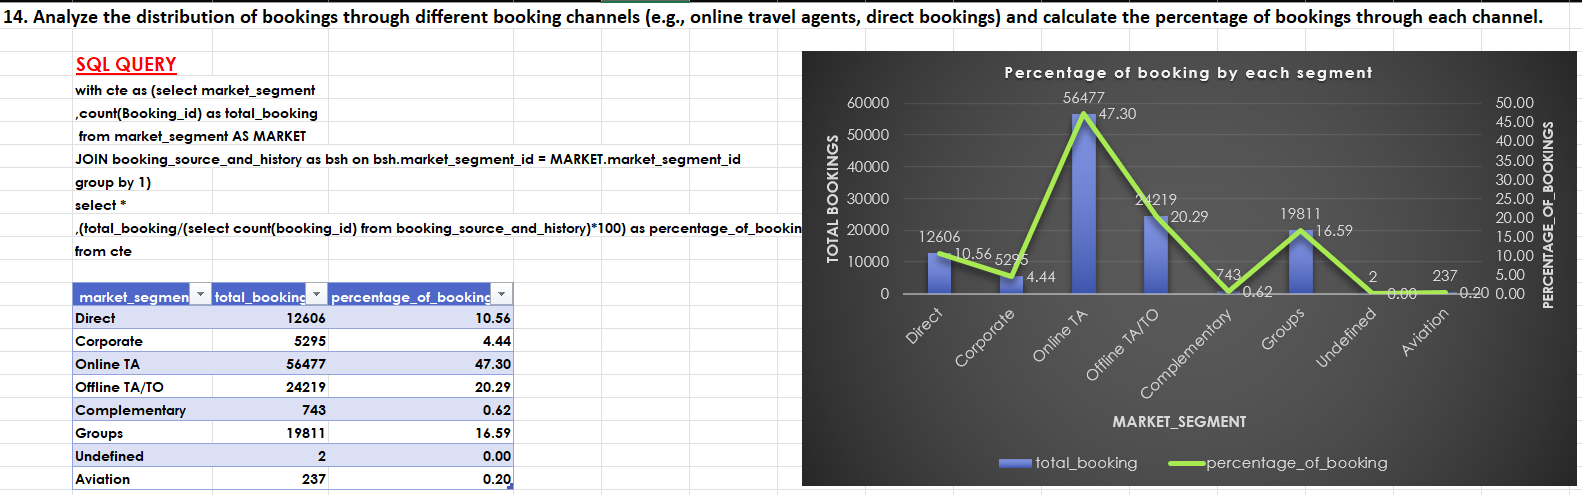 14. Analyze the distribution of bookings through different booking channels (e.g., online travel agents, direct bookings) and calculate the percentage of bookings through each channel.
SQL QUERY
with cte as (select market_segment
,count(Booking_id) as total_booking
from market_segment AS MARKET
JOIN booking_source_and_history as bsh on bsh.market_segment_id = MARKET.market_segment_id
group by 1)
select *
,(total_booking/(select count(booking_id) from booking_source_and_history)*100) as percentage_of_bookin
from cte
market_segmen total_booking percentage_of_booking
Direct 12606 10.56
Corporate 5295 4.44
Online TA 56477 47.30
Offline TA/TO 24219 20.29
Complementary 743 0.62
Groups 19811 16.59
Undefined 2 0.00
Aviation 237 0.20
Percentage of booking by each segment
TOTAL BOOKINGS
60000
50000
40000
30000
20000
10000
0
12606
10.56
5295
4.44
56477
47.30
24219
20.29
743
0.62
19811
16.59
2
0.00
237
0.20
50.00
45.00
40.00
35.00
30.00
25.00
20.00
15.00
10.00
5.00
0.00
PERCENTAGE_OF_BOOKINGS
Direct
Corporate
Online TA
Offline TA/TO
Complementary
Groups
Undefined
Aviation
MARKET_SEGMENT
total_booking
percentage_of_booking